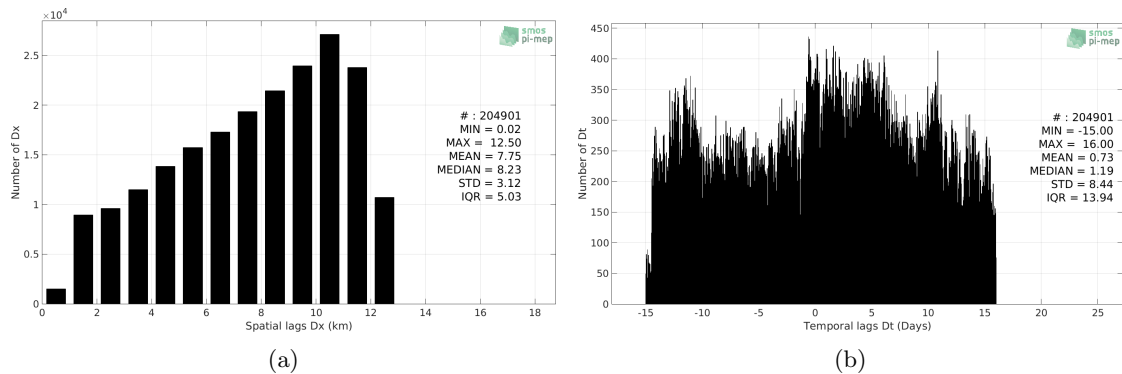 ×10⁴
2.5
2
1.5
1
0.5
0
0 2 4 6 8 10 12 14 16 18
Number of Dx
Spatial lags Dx (km)
smos
pi-mep
# : 204901
MIN = 0.02
MAX = 12.50
MEAN = 7.75
MEDIAN = 8.23
STD = 3.12
IQR = 5.03
(a)
450
400
350
300
250
200
150
100
50
0
-15 -10 -5 0 5 10 15 20 25
Number of Dt
Temporal lags Dt (Days)
smos
pi-mep
# : 204901
MIN = -15.00
MAX = 16.00
MEAN = 0.73
MEDIAN = 1.19
STD = 8.44
IQR = 13.94
(b)